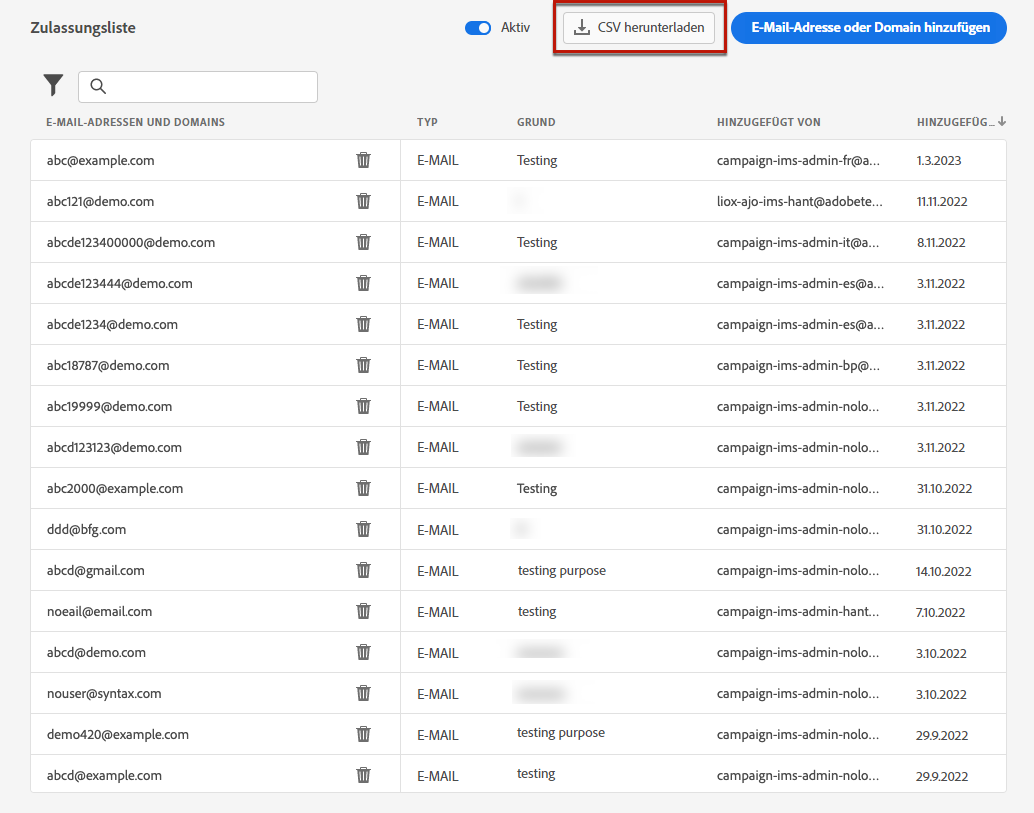 Zulassungsliste Aktiv CSV herunterladen E-Mail-Adresse oder Domain hinzufügen
E-MAIL-ADRESSEN UND DOMAINS TYP GRUND HINZUGEFÜGT VON HINZUGEFÜG...
abc@example.com E-MAIL Testing campaign-ims-admin-fr@a... 1.3.2023
abc121@demo.com E-MAIL liox-ajo-ims-hant@adobete... 11.11.2022
abcde123400000@demo.com E-MAIL Testing campaign-ims-admin-it@a... 8.11.2022
abcde123444@demo.com E-MAIL campaign-ims-admin-es@a... 3.11.2022
abcde1234@demo.com E-MAIL Testing campaign-ims-admin-es@a... 3.11.2022
abc18787@demo.com E-MAIL Testing campaign-ims-admin-bp@... 3.11.2022
abc19999@demo.com E-MAIL Testing campaign-ims-admin-nolo... 3.11.2022
abcd123123@demo.com E-MAIL campaign-ims-admin-nolo... 3.11.2022
abc2000@example.com E-MAIL Testing campaign-ims-admin-nolo... 31.10.2022
ddd@bfg.com E-MAIL campaign-ims-admin-nolo... 31.10.2022
abcd@gmail.com E-MAIL testing purpose campaign-ims-admin-nolo... 14.10.2022
noeail@email.com E-MAIL testing campaign-ims-admin-hant... 7.10.2022
abcd@demo.com E-MAIL campaign-ims-admin-nolo... 3.10.2022
nouser@syntax.com E-MAIL campaign-ims-admin-nolo... 3.10.2022
demo420@example.com E-MAIL testing purpose campaign-ims-admin-nolo... 29.9.2022
abcd@example.com E-MAIL testing campaign-ims-admin-nolo... 29.9.2022